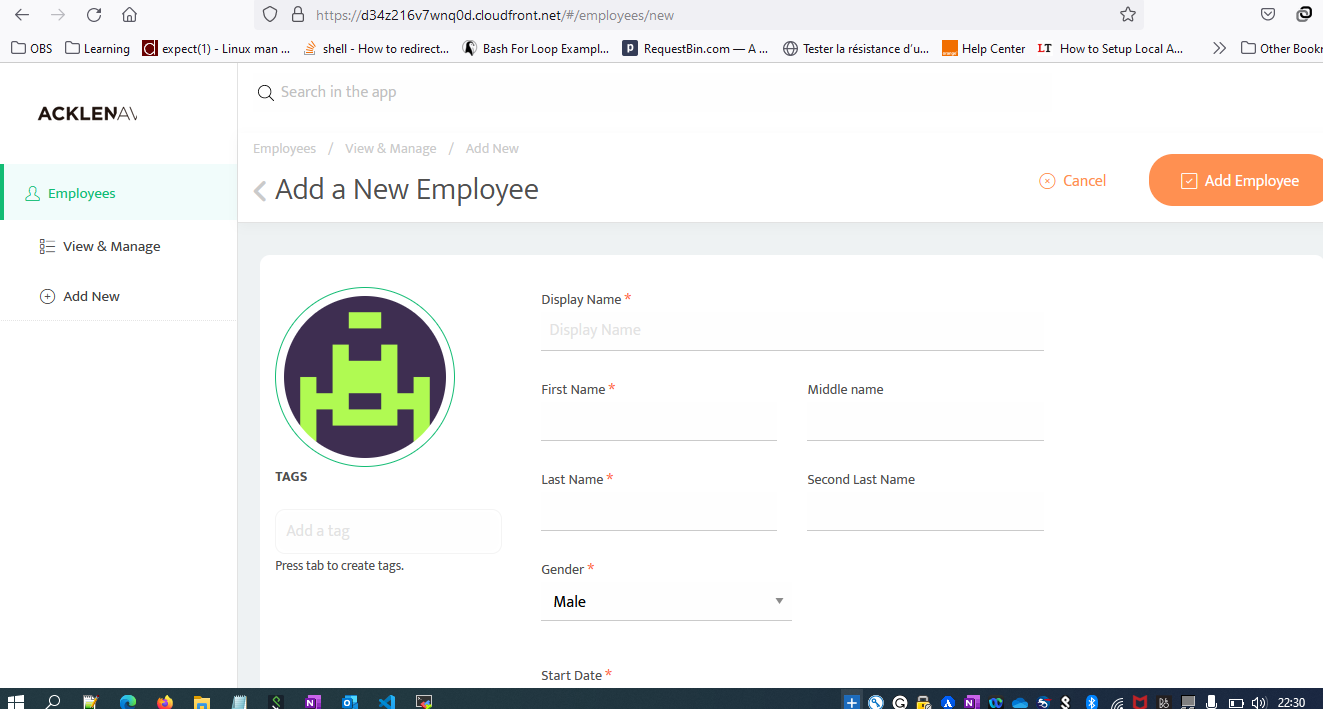 https://d34z216v7wnq0d.cloudfront.net/#/employees/new
OBS Learning expect(1) - Linux man ... shell - How to redirect... Bash For Loop Exampl... RequestBin.com — A ... Tester la résistance d'u... Help Center LT How to Setup Local A... Other Bookr
Search in the app
ACKLENAV
Employees / View & Manage / Add New
Add a New Employee
Cancel
Add Employee
Employees
View & Manage
Add New
Display Name *
Display Name
First Name * Middle name
Last Name * Second Last Name
TAGS
Add a tag
Press tab to create tags.
Gender *
Male
Start Date *
22:30